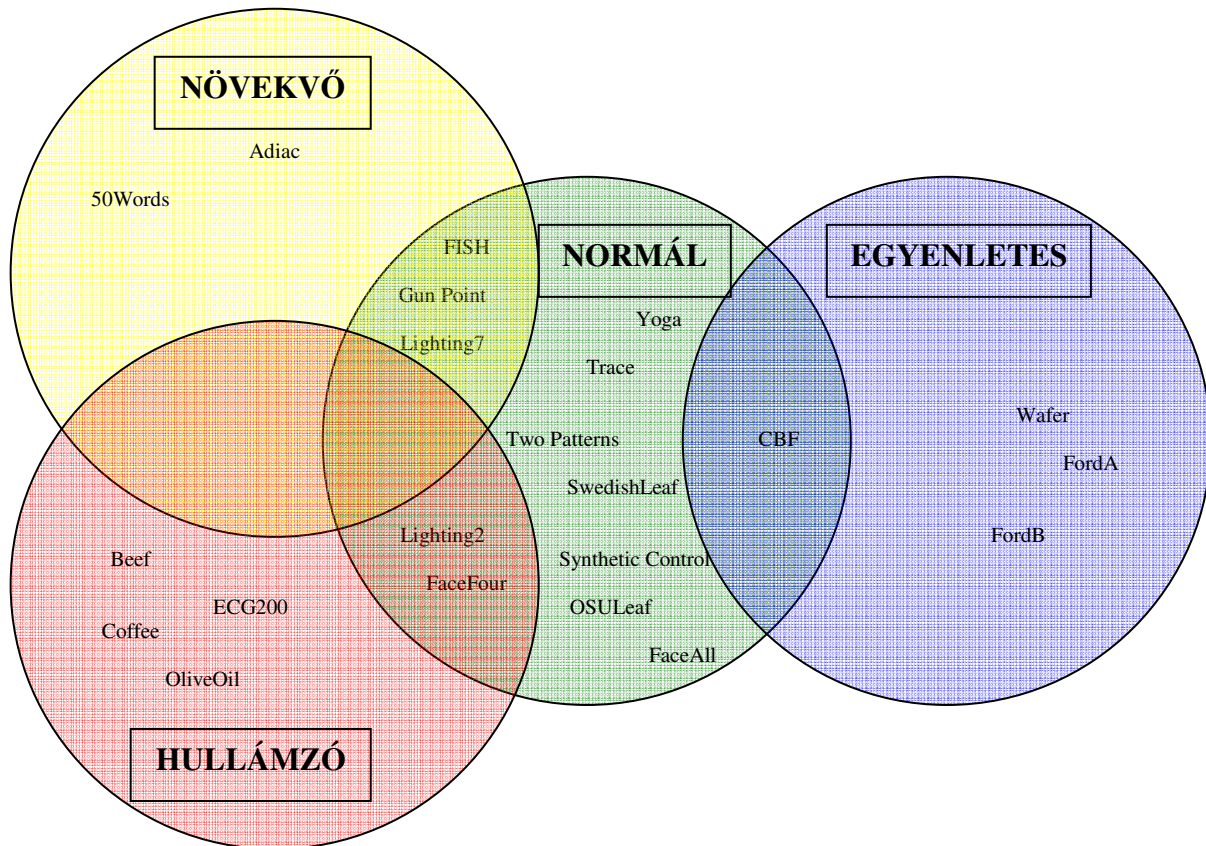 NÖVEKVŐ
Adiac
50Words
FISH
NORMÁL
EGYENLETES
Gun Point
Yoga
Lighting7
Trace
Wafer
Two Patterns
CBF
FordA
SwedishLeaf
Lighting2
FordB
Beef
Synthetic Control
FaceFour
ECG200
OSULeaf
Coffee
FaceAll
OliveOil
HULLÁMZÓ